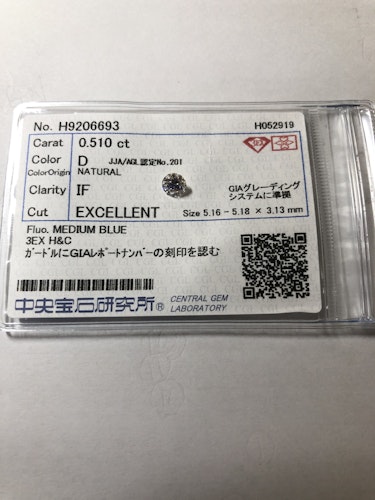 No. H9206693
H052919
Carat 0.510 ct
Color D JJA/AGL認定No.201
ColorOrigin NATURAL
Clarity IF
GIAグレーディング
システムに準拠
Cut EXCELLENT Size 5.16 - 5.18 × 3.13 mm
Fluo. MEDIUM BLUE
3EX H&C
ガードルにGIAレポートナンバーの刻印を認む
中央宝石研究所® CENTRAL GEM
LABORATORY